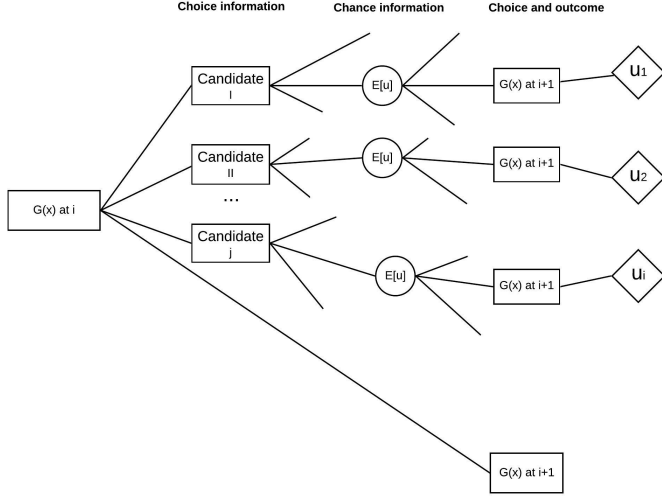 Choice information
Chance information
Choice and outcome
Candidate
I
E[u]
G(x) at i+1
u1
Candidate
II
E[u]
G(x) at i+1
u2
...
G(x) at i
Candidate
j
E[u]
G(x) at i+1
ui
G(x) at i+1